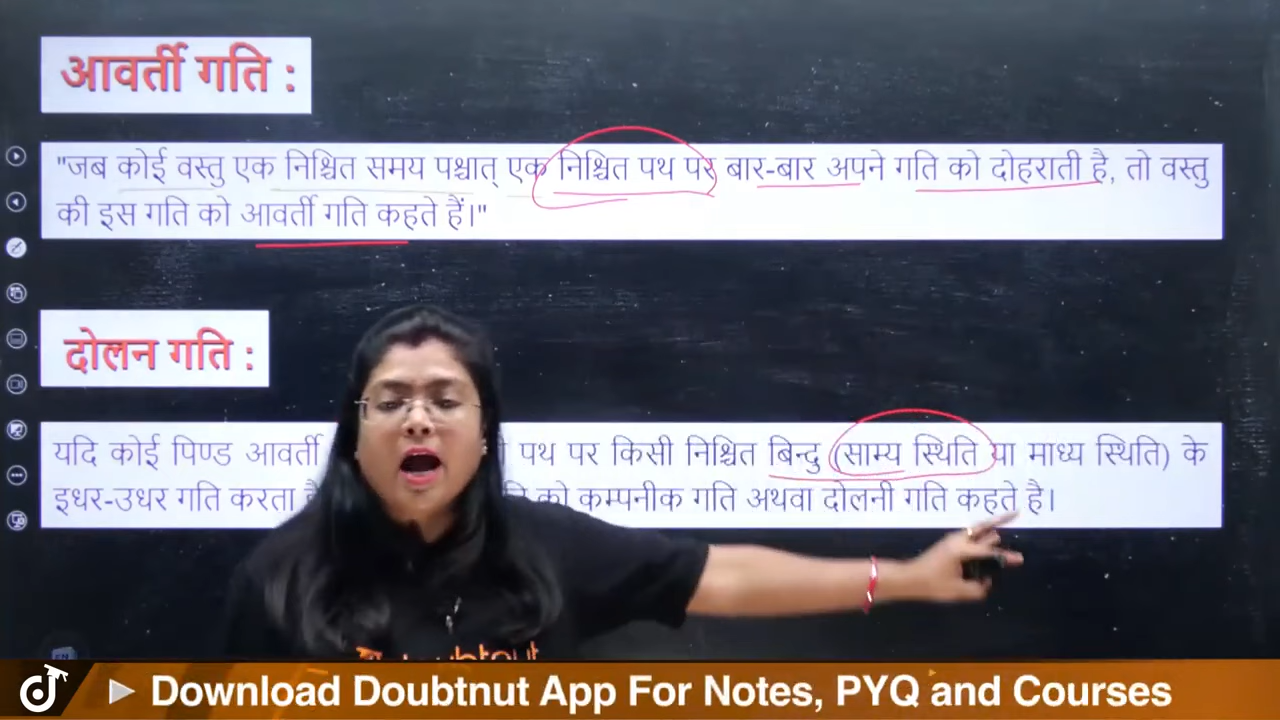 आवर्ती गति :
"जब कोई वस्तु एक निश्चित समय पश्चात् एक निश्चित पथ पर बार-बार अपने गति को दोहराती है, तो वस्तु
की इस गति को आवर्ती गति कहते हैं।"
दोलन गति :
यदि कोई पिण्ड आवर्ती पथ पर किसी निश्चित बिन्दु (साम्य स्थिति या माध्य स्थिति) के
इधर-उधर गति करता को कम्पनीक गति अथवा दोलनी गति कहते है।
Download Doubtnut App For Notes, PYQ and Courses